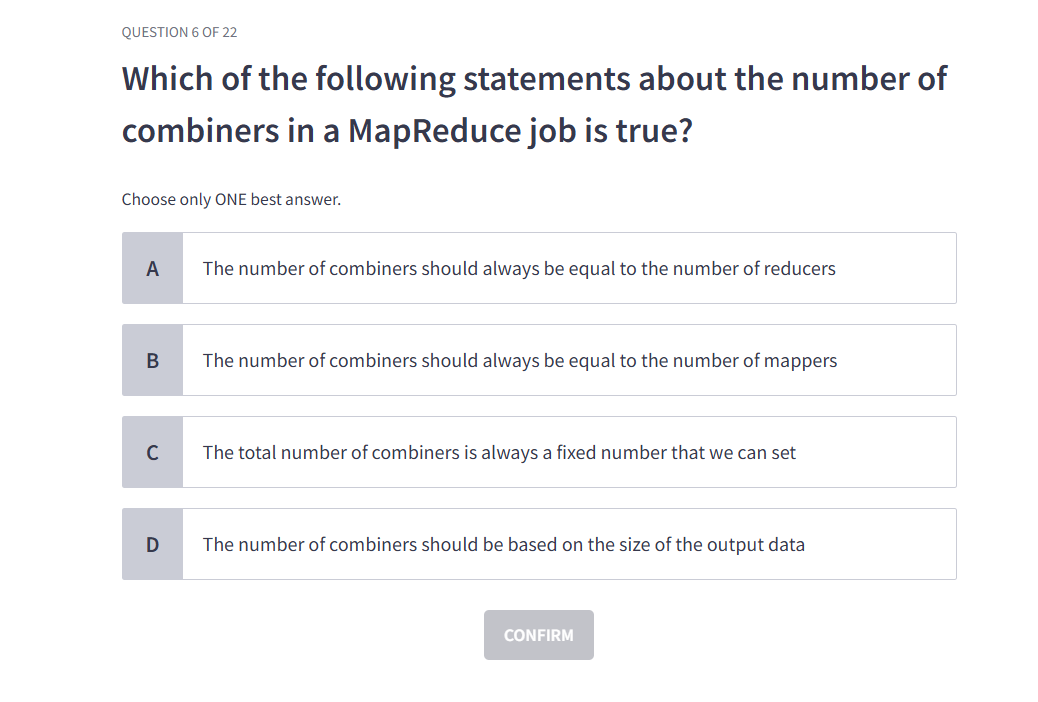 QUESTION 6 OF 22
Which of the following statements about the number of
combiners in a MapReduce job is true?
Choose only ONE best answer.
A The number of combiners should always be equal to the number of reducers
B The number of combiners should always be equal to the number of mappers
C The total number of combiners is always a fixed number that we can set
D The number of combiners should be based on the size of the output data
CONFIRM